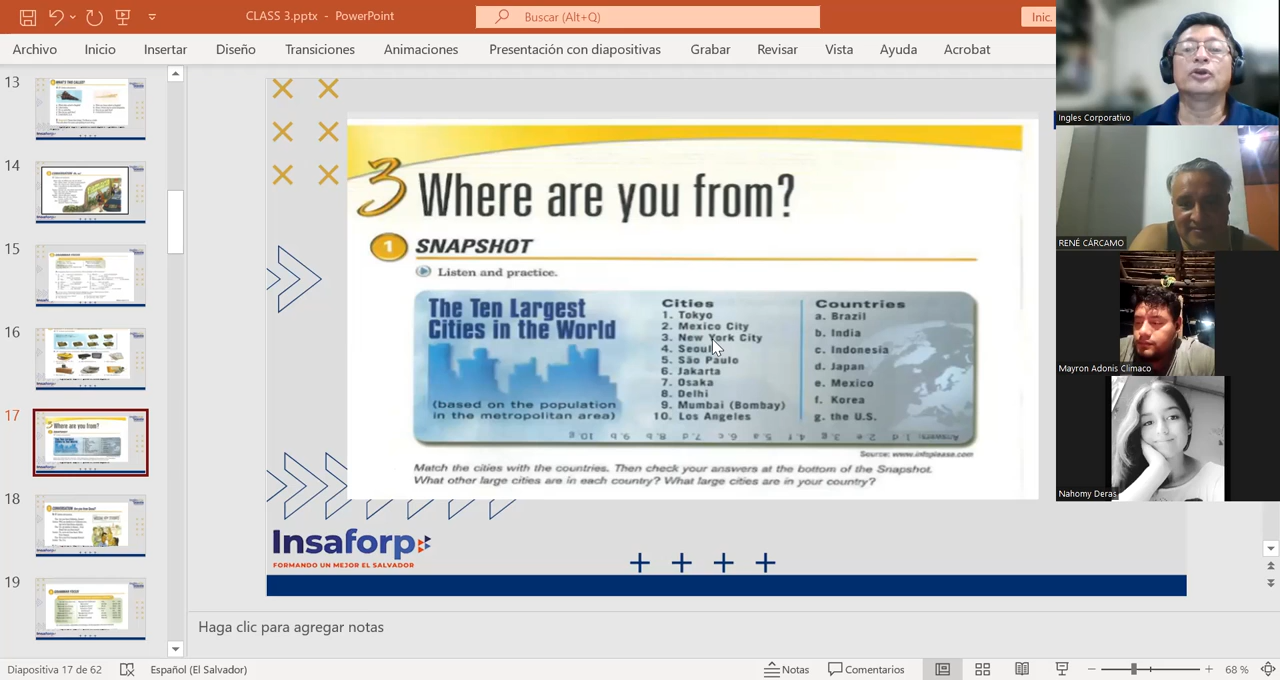 CLASS 3.pptx - PowerPoint
Buscar (Alt+Q)
Inic.
Archivo Inicio Insertar Diseño Transiciones Animaciones Presentación con diapositivas Grabar Revisar Vista Ayuda Acrobat
13
14
15
16
17
18
19
3 Where are you from?
1 SNAPSHOT
Listen and practice.
The Ten Largest
Cities in the World
(based on the population
in the metropolitan area)
Cities
1. Tokyo
2. Mexico City
3. New York City
4. Seoul
5. São Paulo
6. Jakarta
7. Osaka
8. Delhi
9. Mumbai (Bombay)
10. Los Angeles
Countries
a. Brazil
b. India
c. Indonesia
d. Japan
e. Mexico
f. Korea
g. the U.S.
Source: www.infoplease.com
Match the cities with the countries. Then check your answers at the bottom of the Snapshot.
What other large cities are in each country? What large cities are in your country?
Insaforp
FORMANDO UN MEJOR EL SALVADOR
Ingles Corporativo
RENÉ CÁRCAMO
Mayron Adonis Climaco
Nahomy Deras
Haga clic para agregar notas
Diapositiva 17 de 62 Español (El Salvador) Notas Comentarios 68 %